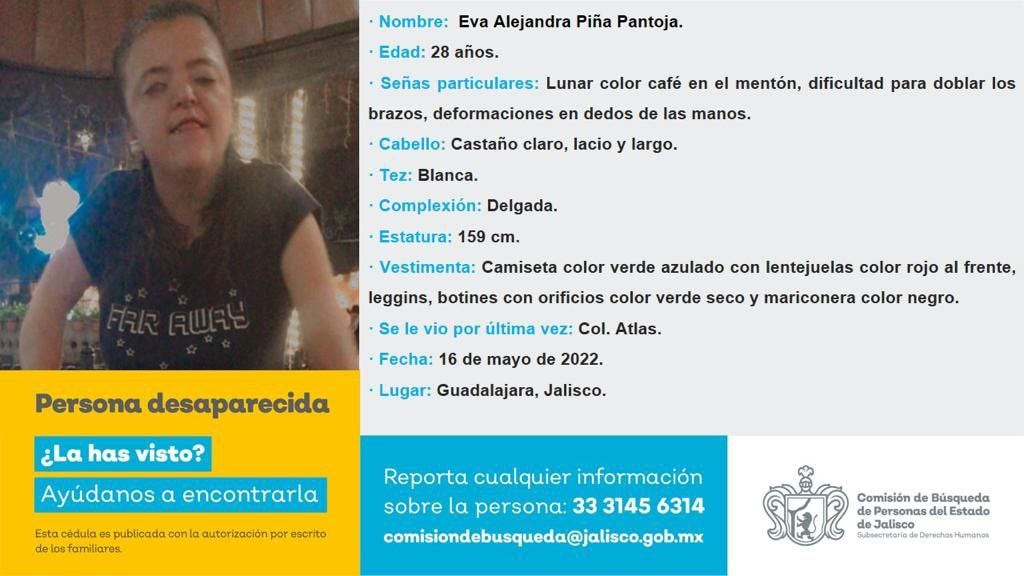 FAR AWAY
Persona desaparecida
¿La has visto?
Ayúdanos a encontrarla
Esta cédula es publicada con la autorización por escrito
de los familiares.
· Nombre: Eva Alejandra Piña Pantoja.
· Edad: 28 años.
· Señas particulares: Lunar color café en el mentón, dificultad para doblar los
brazos, deformaciones en dedos de las manos.
· Cabello: Castaño claro, lacio y largo.
· Tez: Blanca.
· Complexión: Delgada.
· Estatura: 159 cm.
· Vestimenta: Camiseta color verde azulado con lentejuelas color rojo al frente,
leggins, botines con orificios color verde seco y mariconera color negro.
· Se le vio por última vez: Col. Atlas.
· Fecha: 16 de mayo de 2022.
· Lugar: Guadalajara, Jalisco.
Reporta cualquier información
sobre la persona: 33 3145 6314
comisiondebusqueda@jalisco.gob.mx
Comisión de Búsqueda
de Personas del Estado
de Jalisco
Subsecretaría de Derechos Humanos